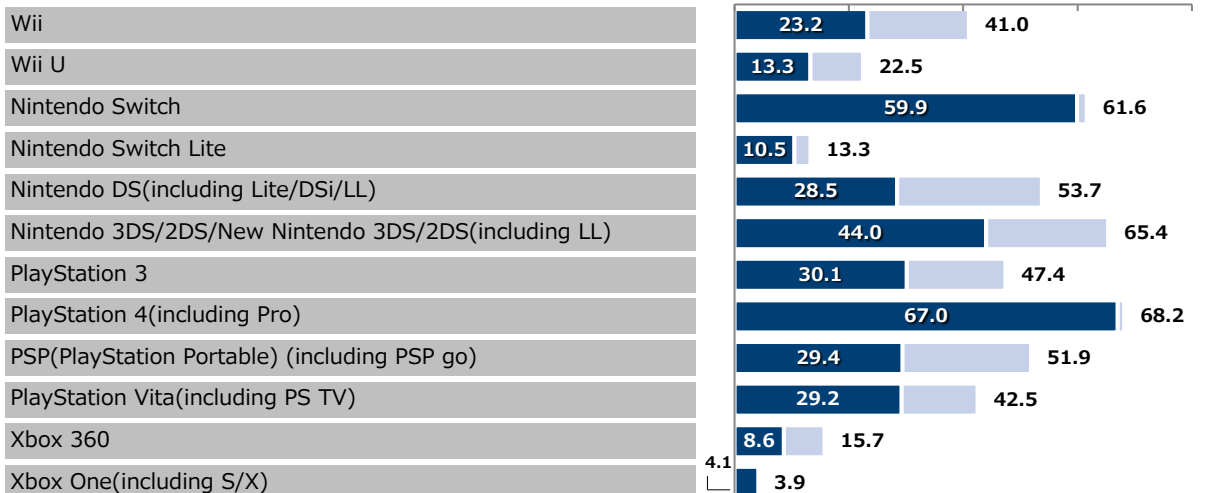 Wii 23.2 41.0
Wii U 13.3 22.5
Nintendo Switch 59.9 61.6
Nintendo Switch Lite 10.5 13.3
Nintendo DS(including Lite/DSi/LL) 28.5 53.7
Nintendo 3DS/2DS/New Nintendo 3DS/2DS(including LL) 44.0 65.4
PlayStation 3 30.1 47.4
PlayStation 4(including Pro) 67.0 68.2
PSP(PlayStation Portable) (including PSP go) 29.4 51.9
PlayStation Vita(including PS TV) 29.2 42.5
Xbox 360 8.6 15.7
Xbox One(including S/X) 4.1 3.9